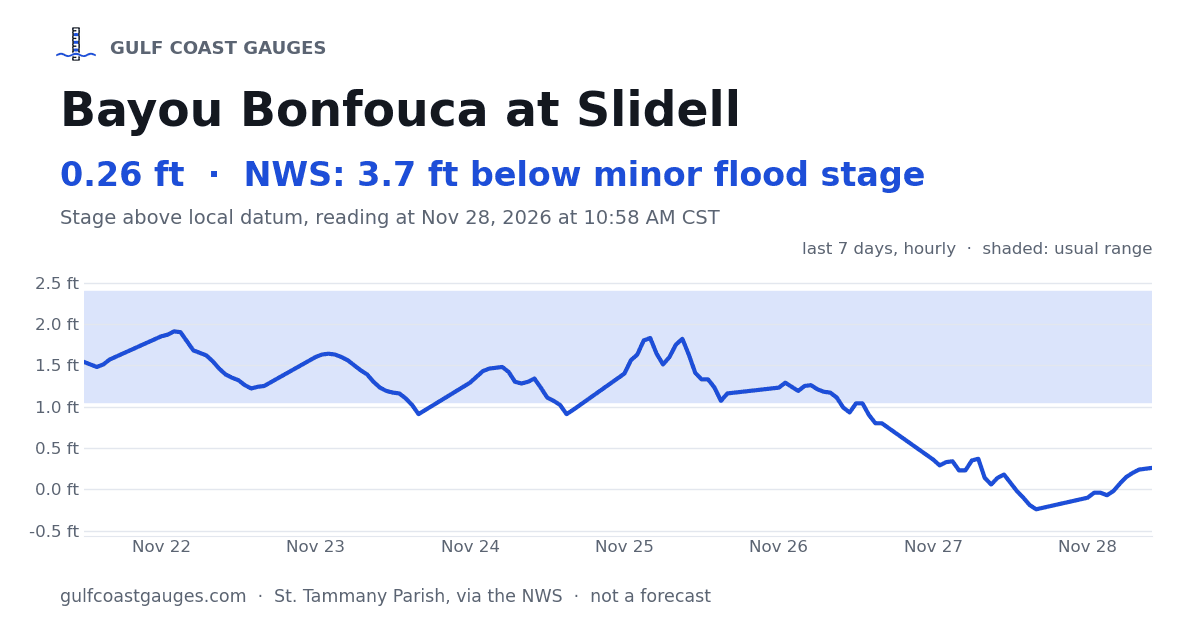 GULF COAST GAUGES
Bayou Bonfouca at Slidell
0.26 ft · NWS: 3.7 ft below minor flood stage
Stage above local datum, reading at Nov 28, 2026 at 10:58 AM CST
last 7 days, hourly · shaded: usual range
2.5 ft
2.0 ft
1.5 ft
1.0 ft
0.5 ft
0.0 ft
-0.5 ft
Nov 22 Nov 23 Nov 24 Nov 25 Nov 26 Nov 27 Nov 28
gulfcoastgauges.com · St. Tammany Parish, via the NWS · not a forecast